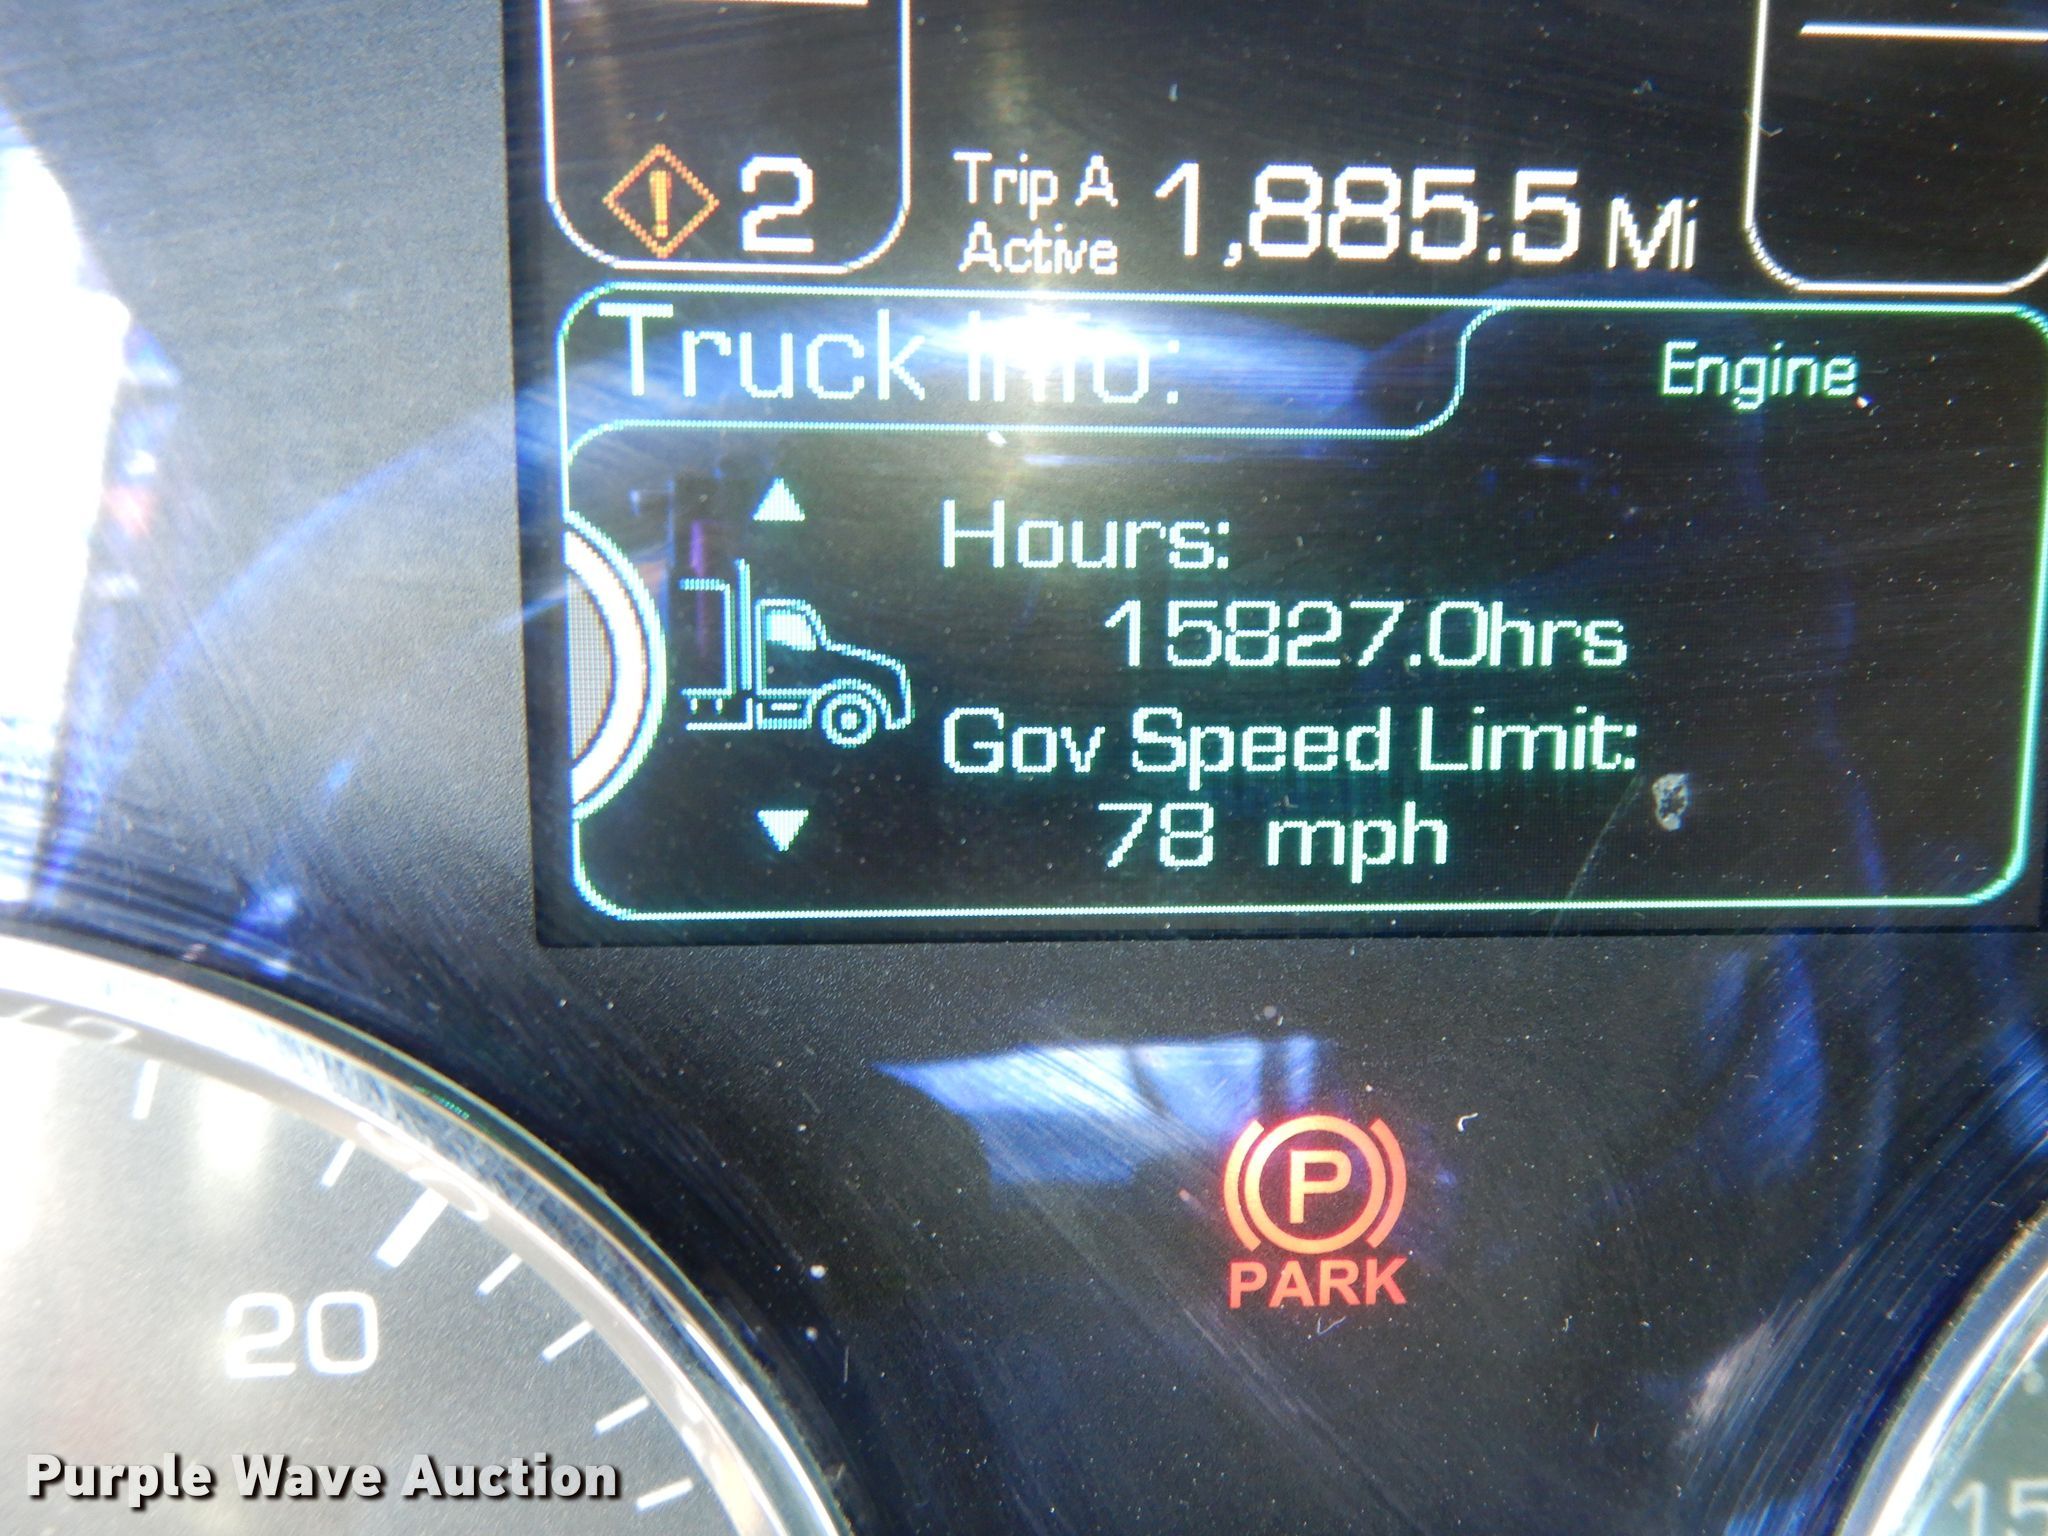 ! 2
Trip A
Active
1,885.5 Mi
Truck Info:
Engine
Hours:
15827.0hrs
Gov Speed Limit:
78 mph
P
PARK
20
15
Purple Wave Auction